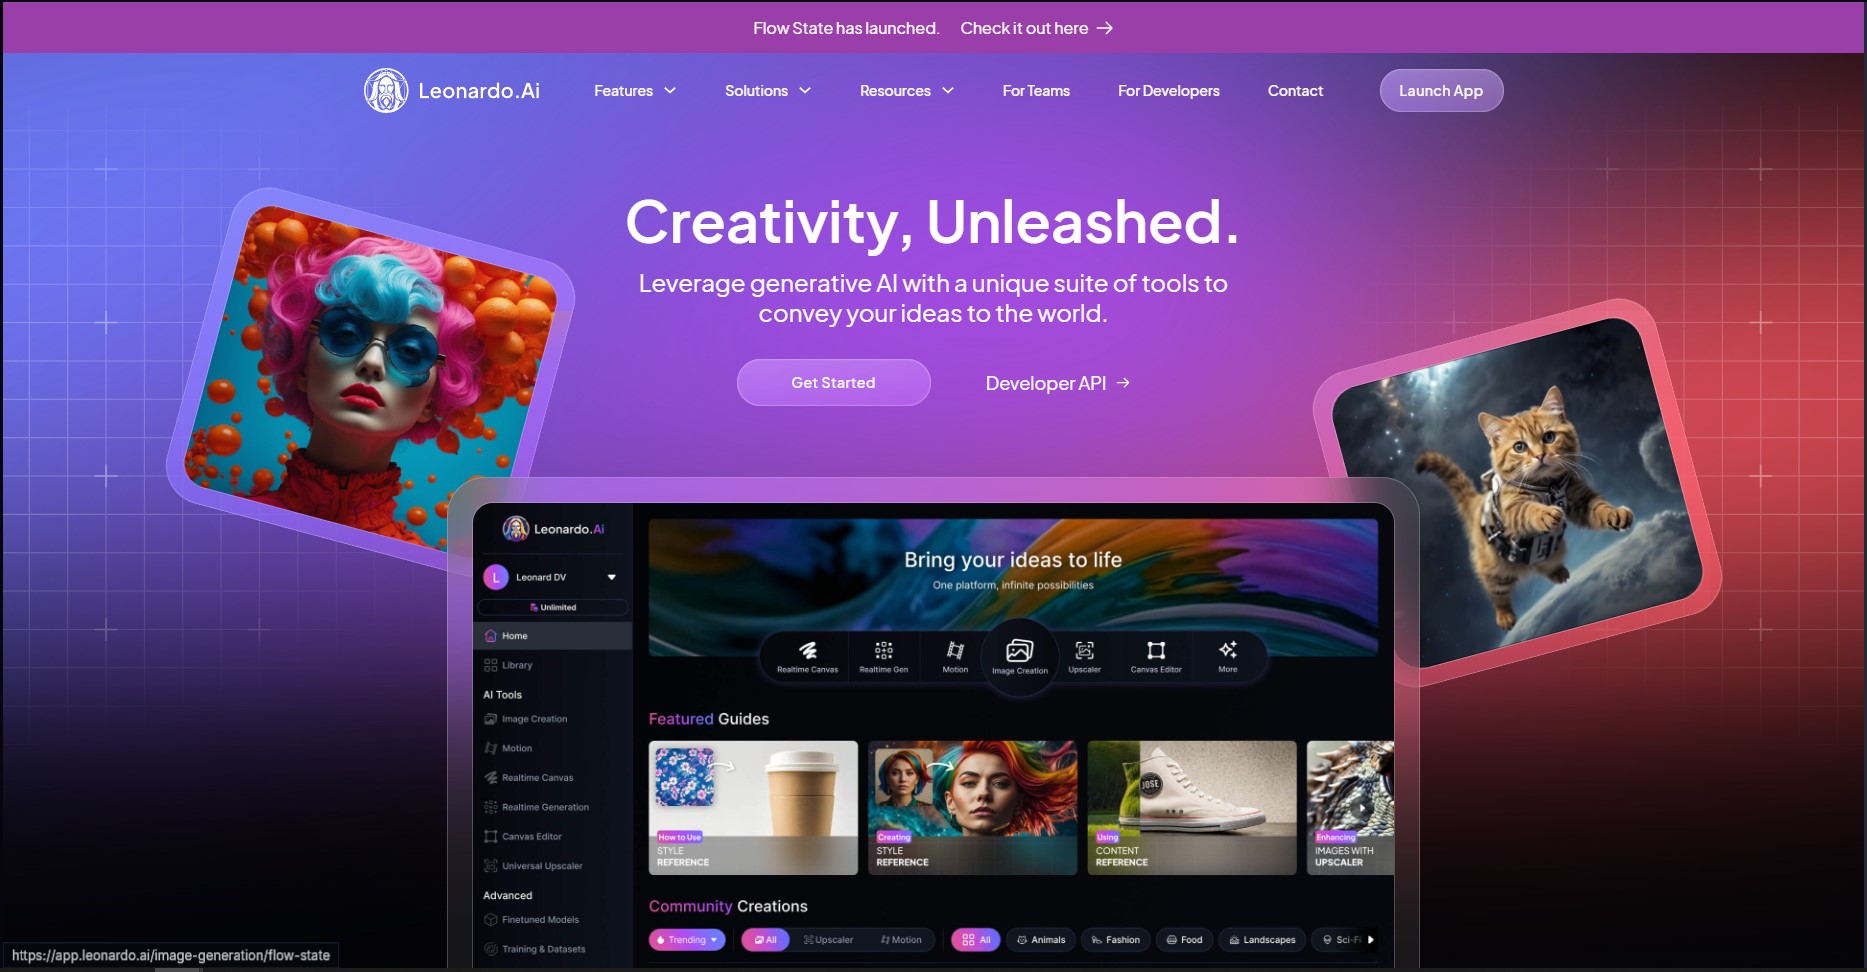 Flow State has launched. Check it out here
Leonardo.Ai Features Solutions Resources For Teams For Developers Contact Launch App
Creativity, Unleashed.
Leverage generative AI with a unique suite of tools to
convey your ideas to the world.
Get Started Developer API
Leonardo.Ai
L Leonard DV
Unlimited
Home
Library
AI Tools
Image Creation
Motion
Realtime Canvas
Realtime Generation
Canvas Editor
Universal Upscaler
Advanced
Finetuned Models
Training & Datasets
Bring your ideas to life
One platform, infinite possibilities
Realtime Canvas Realtime Gen Motion Image Creation Upscaler Canvas Editor More
Featured Guides
How to Use
STYLE
REFERENCE
Creating
STYLE
REFERENCE
JOSE
Using
CONTENT
REFERENCE
Enhancing
IMAGES WITH
UPSCALER
Community Creations
Trending All Upscaler Motion All Animals Fashion Food Landscapes Sci-Fi
https://app.leonardo.ai/image-generation/flow-state